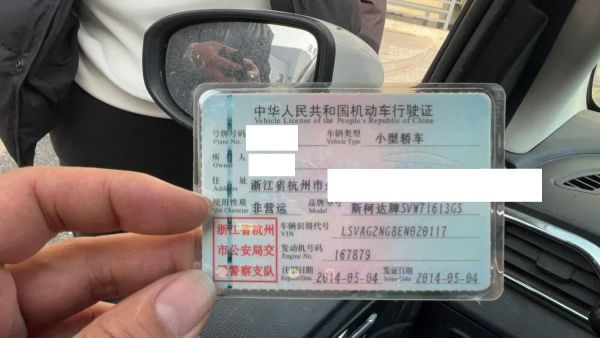 中华人民共和国机动车行驶证
Vehicle License of the People's Republic of China
号牌号码 车辆类型 小型轿车
Plate No. Vehicle Type
所有人
住址 浙江省杭州市
Address
使用性质 非营运 品牌型号 斯柯达牌SVW71613GS
Use Character Model
浙江省杭州 车辆识别代号 LSVAG2NG8EN020117
VIN
市公安局交 发动机号码 167879
Engine No.
通警察支队 注册日期 2014-05-04 发证日期 2014-05-04
Register Date Issue Date